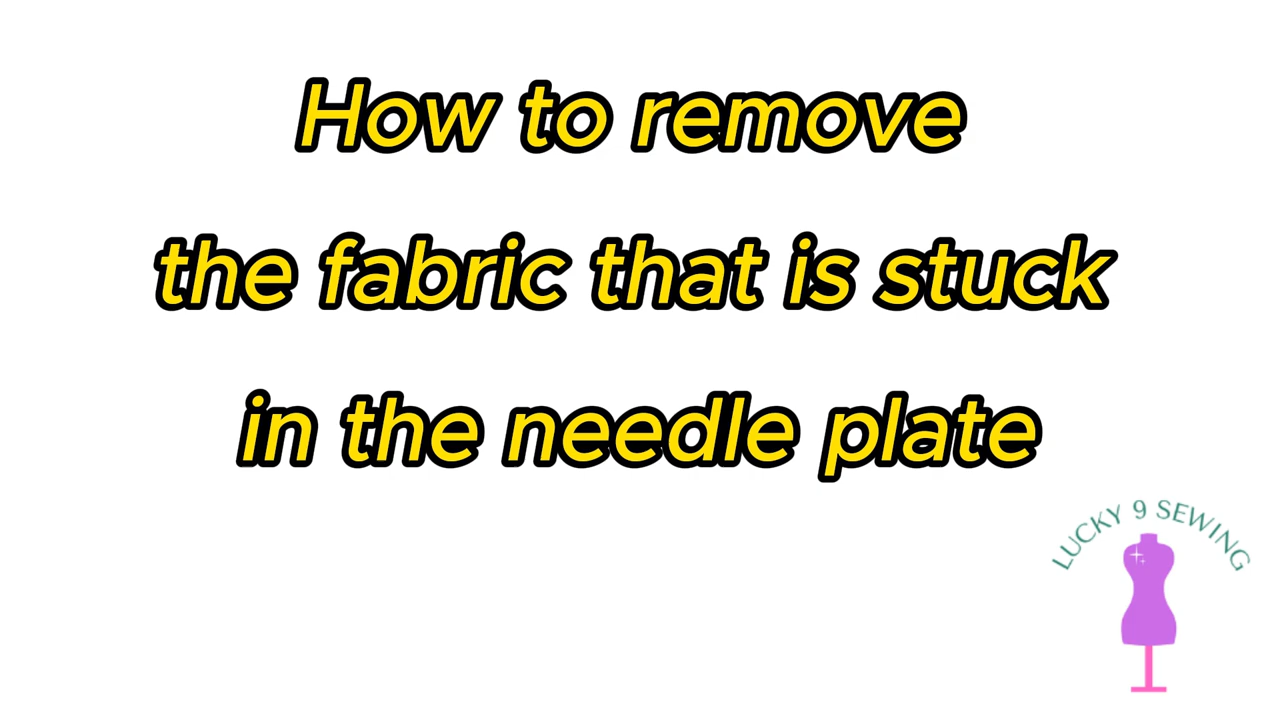 How to remove
the fabric that is stuck
in the needle plate
LUCKY 9 SEWING